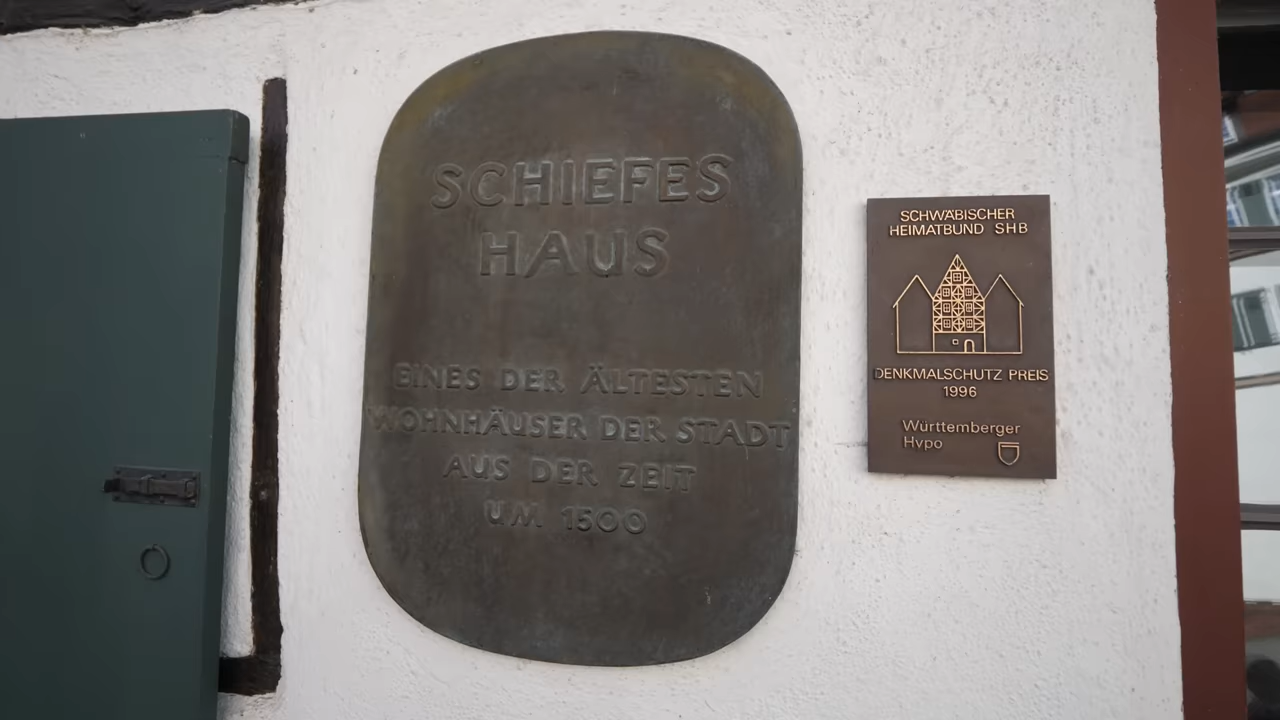 SCHIEFES
HAUS
EINES DER ÄLTESTEN
WOHNHÄUSER DER STADT
AUS DER ZEIT
UM 1500
SCHWÄBISCHER
HEIMATBUND SHB
DENKMALSCHUTZ PREIS
1996
Württemberger
Hypo